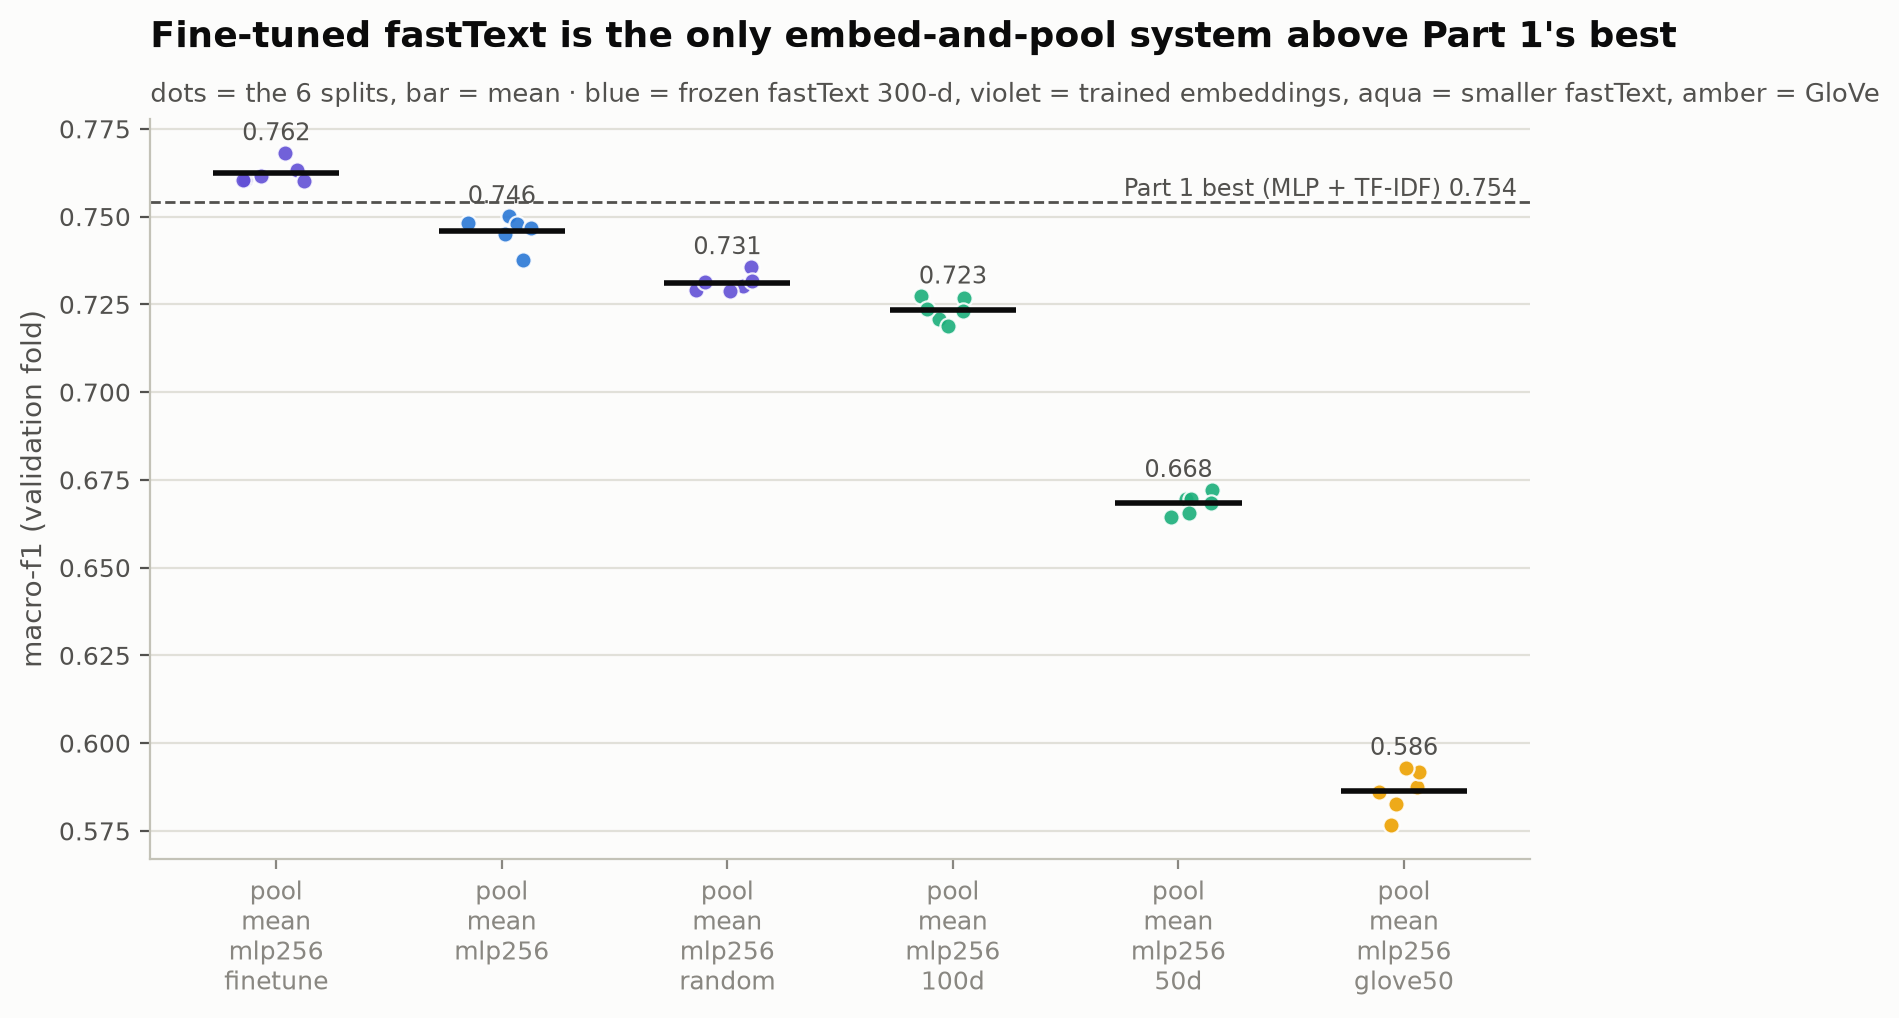 Fine-tuned fastText is the only embed-and-pool system above Part 1's best
dots = the 6 splits, bar = mean · blue = frozen fastText 300-d, violet = trained embeddings, aqua = smaller fastText, amber = GloVe
macro-f1 (validation fold)
0.775
0.750
0.725
0.700
0.675
0.650
0.625
0.600
0.575
0.762
0.746
0.731
0.723
0.668
0.586
Part 1 best (MLP + TF-IDF) 0.754
pool
mean
mlp256
finetune
pool
mean
mlp256
pool
mean
mlp256
random
pool
mean
mlp256
100d
pool
mean
mlp256
50d
pool
mean
mlp256
glove50